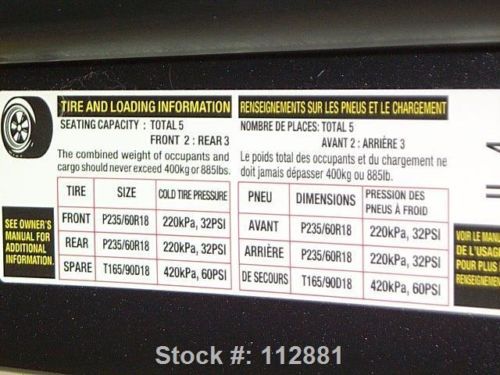 TIRE AND LOADING INFORMATION
SEATING CAPACITY : TOTAL 5
FRONT 2 : REAR 3
The combined weight of occupants and
cargo should never exceed 400kg or 885lbs.
TIRE SIZE COLD TIRE PRESSURE
FRONT P235/60R18 220kPa, 32PSI
REAR P235/60R18 220kPa, 32PSI
SPARE T165/90D18 420kPa, 60PSI
SEE OWNER'S
MANUAL FOR
ADDITIONAL
INFORMATION.
RENSEIGNEMENTS SUR LES PNEUS ET LE CHARGEMENT
NOMBRE DE PLACES: TOTAL 5
AVANT 2 : ARRIÈRE 3
Le poids total des occupants et du chargement ne
doit jamais dépasser 400kg ou 885lb.
PNEU DIMENSIONS PRESSION DES
PNEUS À FROID
AVANT P235/60R18 220kPa, 32PSI
ARRIÈRE P235/60R18 220kPa, 32PSI
DE SECOURS T165/90D18 420kPa, 60PSI
VOIR LE
DE L'USAG
POUR PLUS
RENSEIGNEMEN
Stock #: 112881